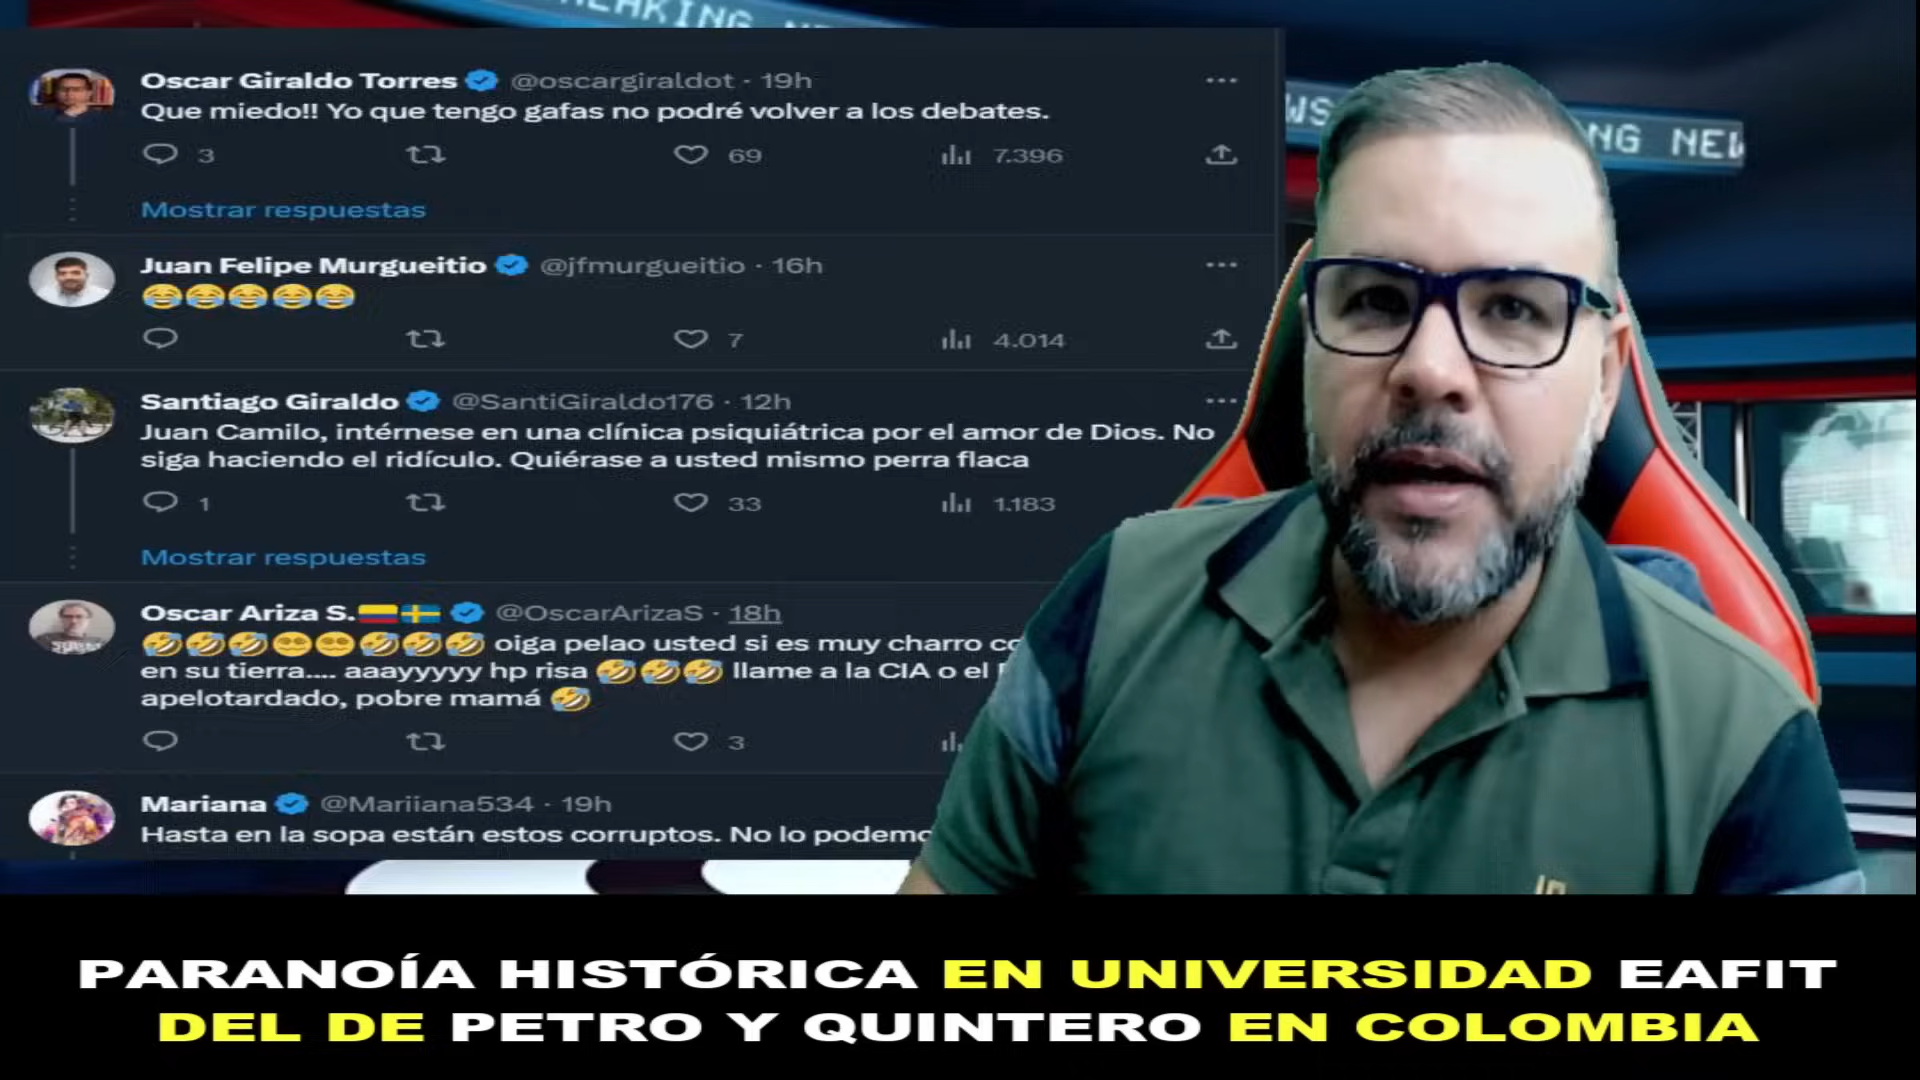 BREAKING
Oscar Giraldo Torres @oscargiraldot · 19h
Que miedo!! Yo que tengo gafas no podré volver a los debates.
3 69 7.396
Mostrar respuestas
Juan Felipe Murgueitio @jfmurgueitio · 16h
😂😂😂😂😂
7 4.014
Santiago Giraldo @SantiGiraldo176 · 12h
Juan Camilo, intérnese en una clínica psiquiátrica por el amor de Dios. No
siga haciendo el ridículo. Quiérase a usted mismo perra flaca
1 33 1.183
Mostrar respuestas
Oscar Ariza S.🇨🇴🇸🇪 @OscarArizaS · 18h
🤣🤣🤣😵‍💫😵‍💫🤣🤣🤣 oiga pelao usted si es muy charro
en su tierra.... aaayyyyy hp risa 🤣🤣🤣 llame a la CIA o el
apelotardado, pobre mamá 🤣
3
Mariana @Mariiana534 · 19h
Hasta en la sopa están estos corruptos. No lo
PARANOÍA HISTÓRICA EN UNIVERSIDAD EAFIT
DEL DE PETRO Y QUINTERO EN COLOMBIA